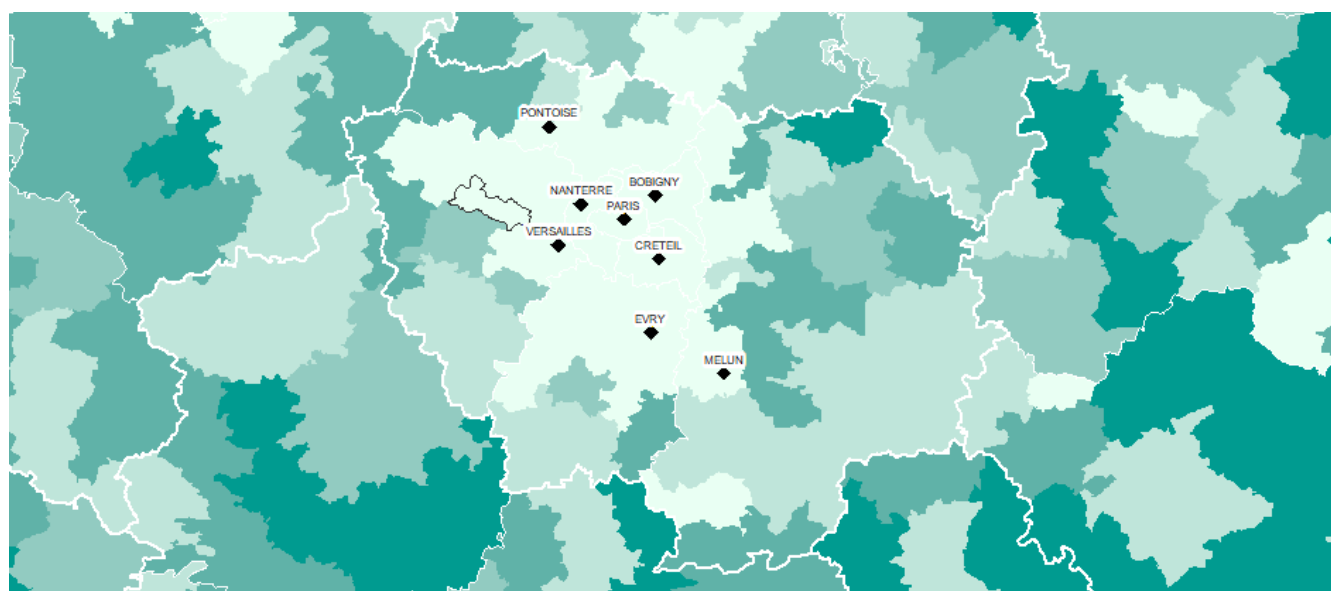 PONTOISE
BOBIGNY
NANTERRE
PARIS
VERSAILLES
CRETEIL
EVRY
MELUN